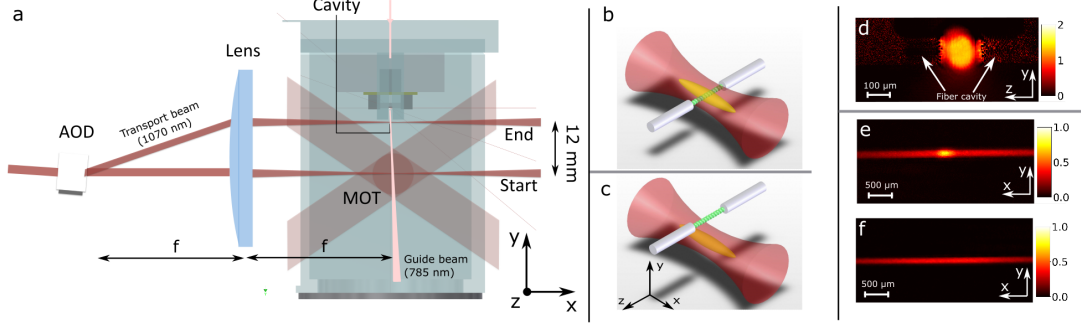 a
Cavity
Lens
AOD
Transport beam
(1070 nm)
End
12 mm
Start
MOT
f
f
Guide beam
(785 nm)
y
z
x
b
c
y
z
x
d
2
1
0
100 µm
Fiber cavity
y
z
e
1.0
0.5
0.0
500 µm
y
x
f
1.0
0.5
0.0
500 µm
y
x